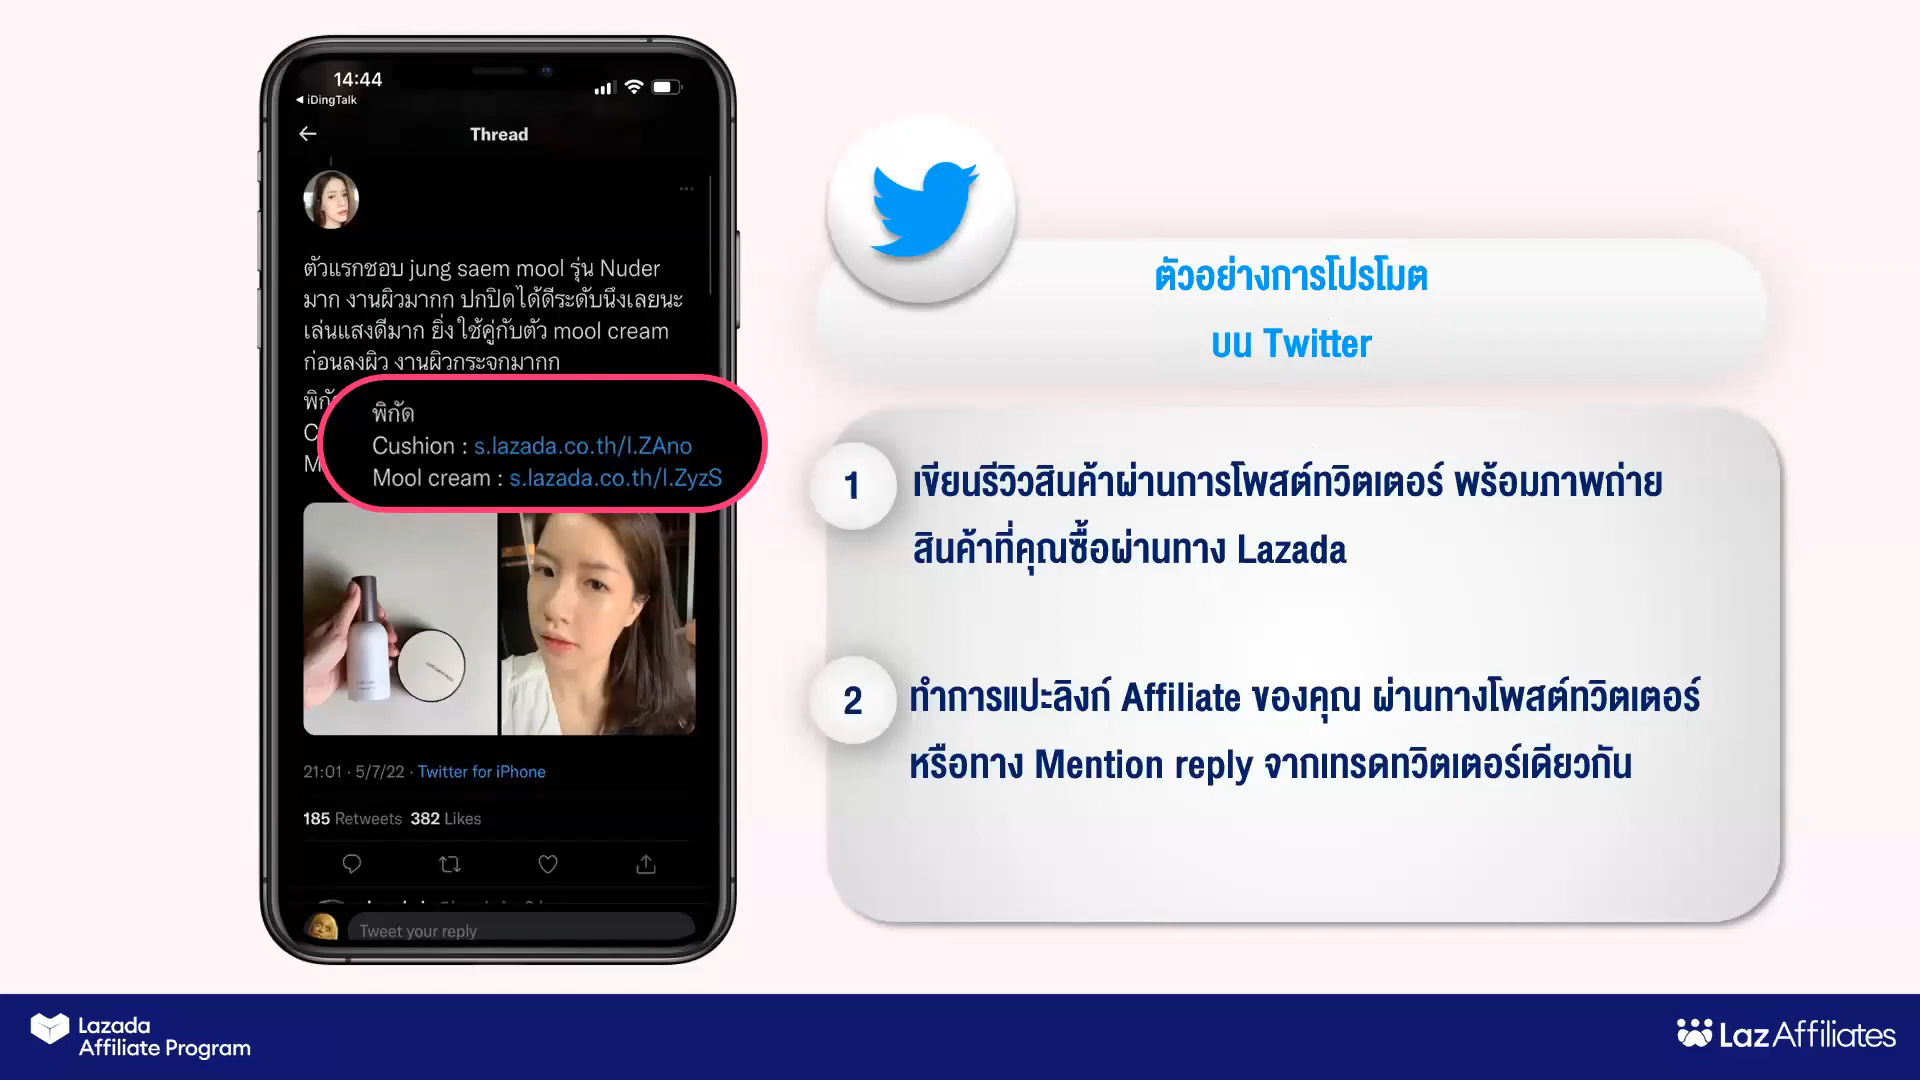 14:44
iDingTalk
Thread
ตัวแรกชอบ jung saem mool รุ่น Nuder
มาก งานผิวมากก ปกปิดได้ดีระดับนึงเลยนะ
เล่นแสงดีมาก ยิ่ง ใช้คู่กับตัว mool cream
ก่อนลงผิว งานผิวกระจกมากก
พิกัด
Cushion : s.lazada.co.th/l.ZAno
Mool cream : s.lazada.co.th/l.ZyzS
21:01 · 5/7/22 · Twitter for iPhone
185 Retweets 382 Likes
Tweet your reply
ตัวอย่างการโปรโมต
บน Twitter
1 เขียนรีวิวสินค้าผ่านการโพสต์ทวิตเตอร์ พร้อมภาพถ่าย
สินค้าที่คุณซื้อผ่านทาง Lazada
2 ทำการแปะลิงก์ Affiliate ของคุณ ผ่านทางโพสต์ทวิตเตอร์
หรือทาง Mention reply จากเทรดทวิตเตอร์เดียวกัน
Lazada
Affiliate Program
LazAffiliates